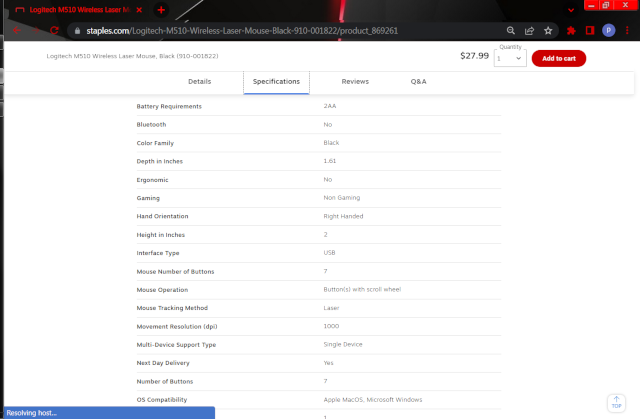 Logitech M510 Wireless Laser M
staples.com/Logitech-M510-Wireless-Laser-Mouse-Black-910-001822/product_869261
P
Logitech M510 Wireless Laser Mouse, Black (910-001822)
$27.99
Quantity
1
Add to cart
Details
Specifications
Reviews
Q&A
Battery Requirements 2AA
Bluetooth No
Color Family Black
Depth in Inches 1.61
Ergonomic No
Gaming Non Gaming
Hand Orientation Right Handed
Height in Inches 2
Interface Type USB
Mouse Number of Buttons 7
Mouse Operation Button(s) with scroll wheel
Mouse Tracking Method Laser
Movement Resolution (dpi) 1000
Multi-Device Support Type Single Device
Next Day Delivery Yes
Number of Buttons 7
OS Compatibility Apple MacOS, Microsoft Windows
1
TOP
Resolving host...